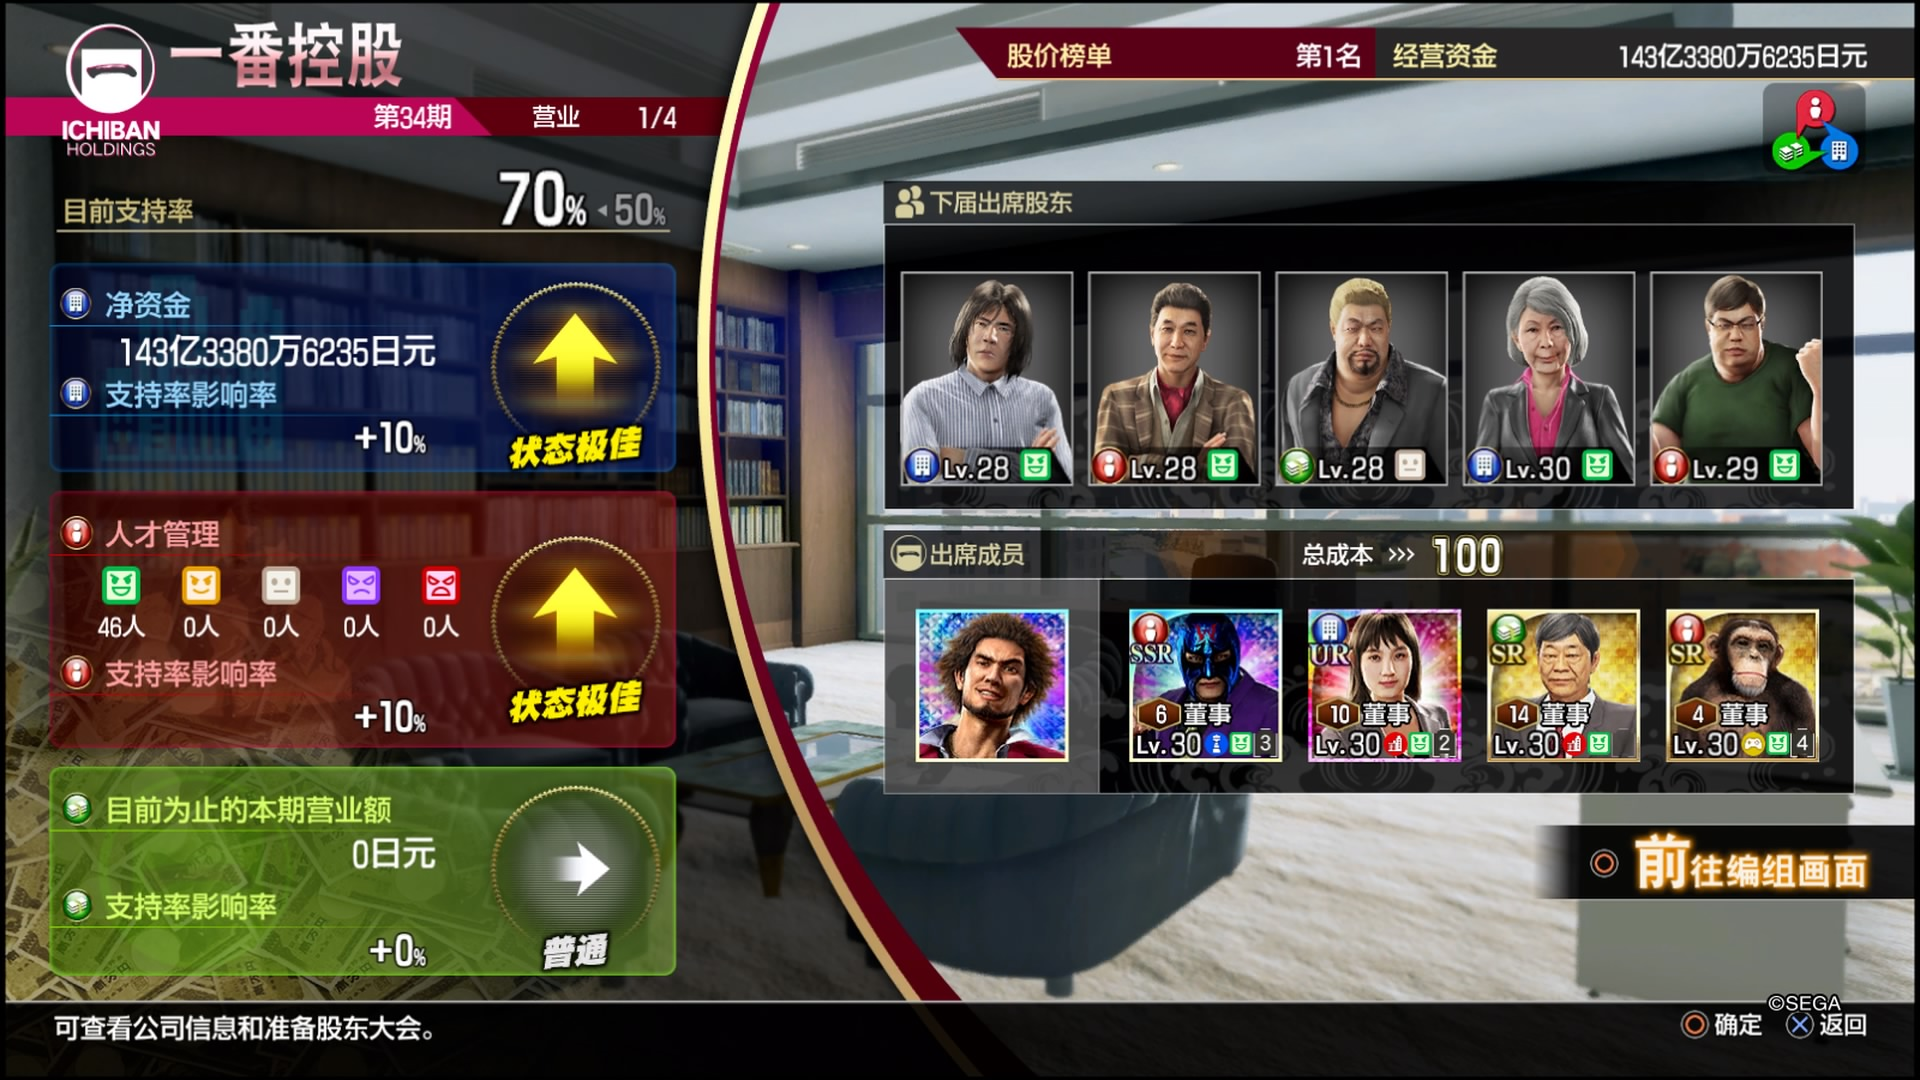 一番控股
ICHIBAN
HOLDINGS
第34期 营业 1/4
目前支持率 70% ◂50%
净资金
143亿3380万6235日元
支持率影响率
+10%
状态极佳
人才管理
46人 0人 0人 0人 0人
支持率影响率
+10%
状态极佳
目前为止的本期营业额
0日元
支持率影响率
+0%
普通
股价榜单 第1名 经营资金 143亿3380万6235日元
下届出席股东
Lv.28 Lv.28 Lv.28 Lv.30 Lv.29
出席成员 总成本 >>> 100
SSR UR SR SR
6 董事 10 董事 14 董事 4 董事
Lv.30 3 Lv.30 2 Lv.30 Lv.30 4
前往编组画面
©SEGA
可查看公司信息和准备股东大会。
确定 返回